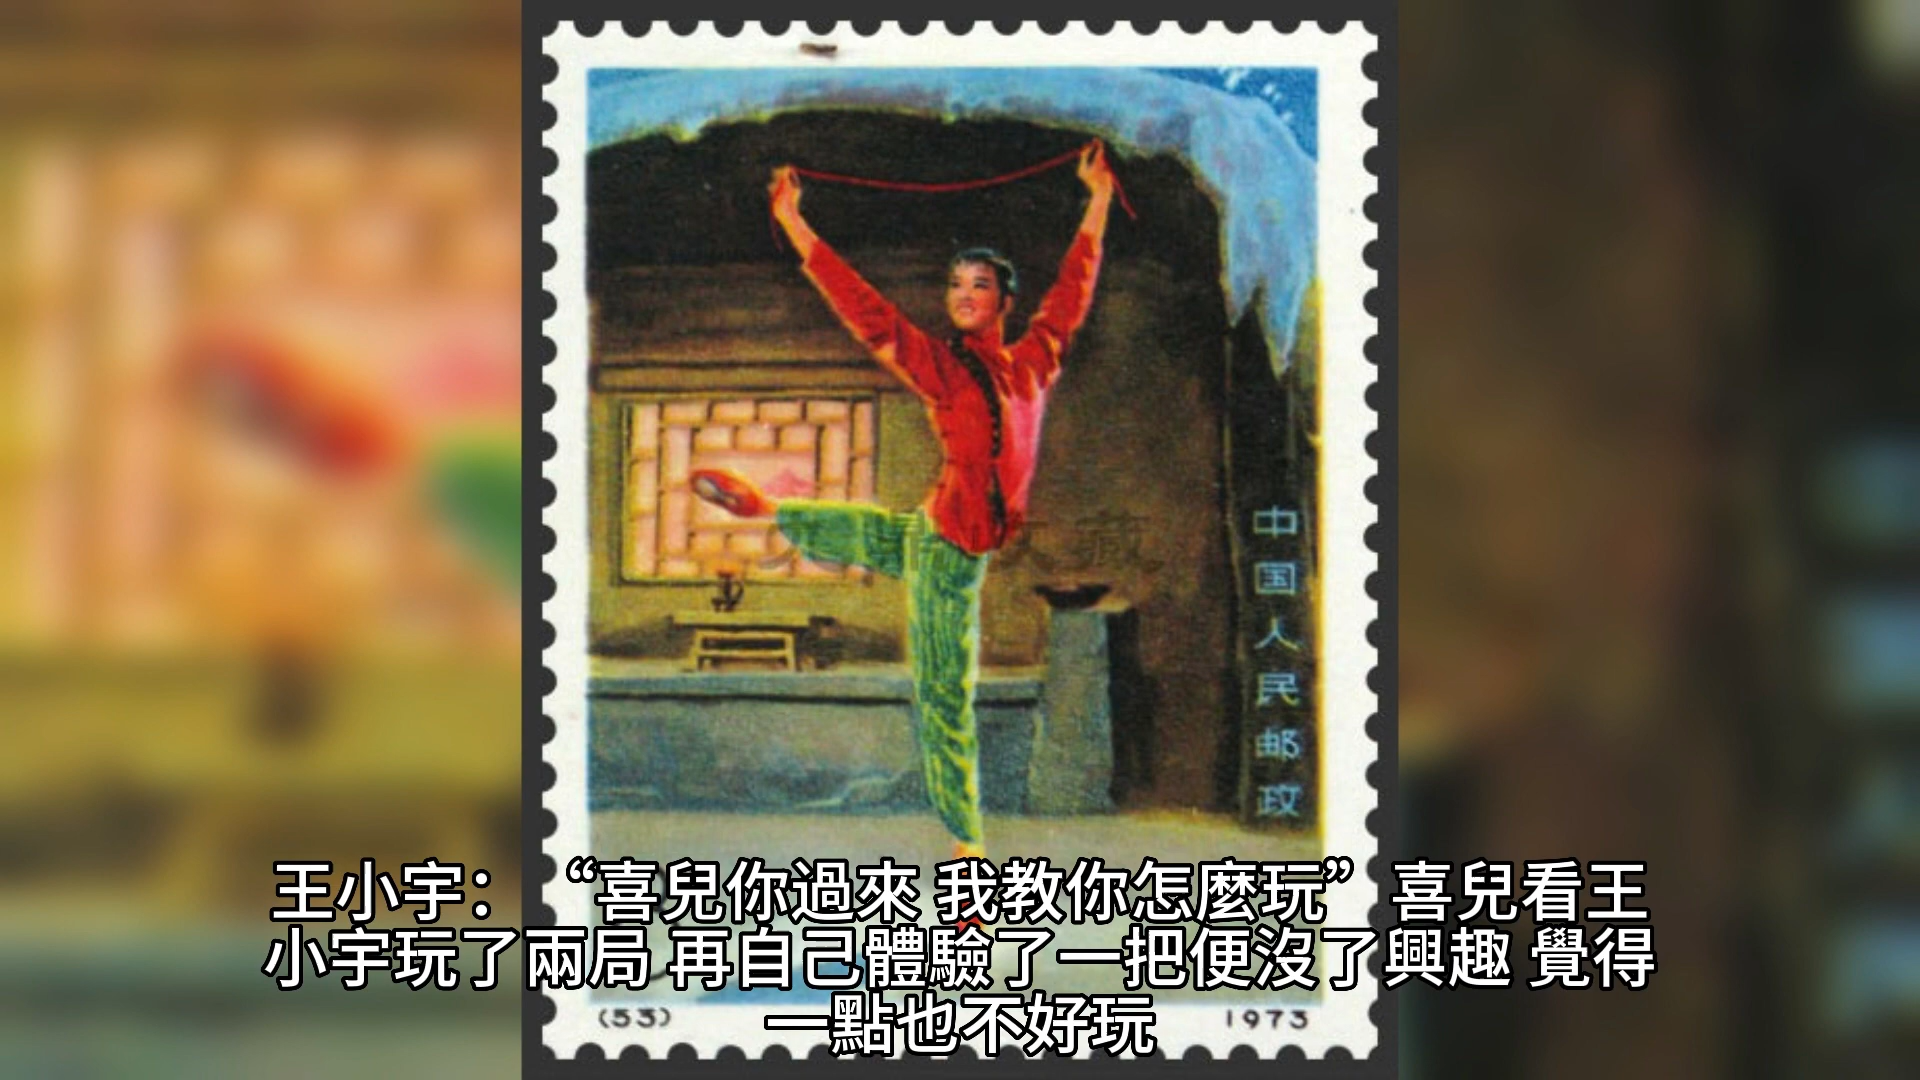 中国人民邮政
王小宇：“喜兒你過來 我教你怎麼玩” 喜兒看王
小宇玩了兩局 再自己體驗了一把便沒了興趣 覺得
一點也不好玩
(53)
1973